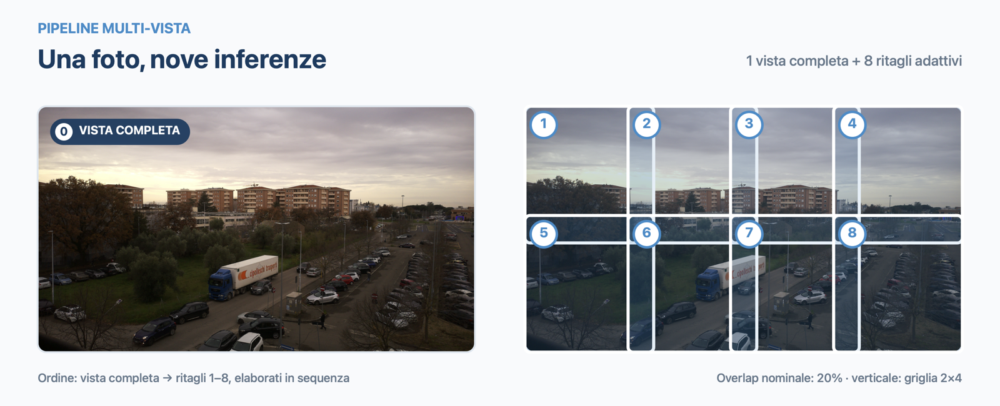 PIPELINE MULTI-VISTA
Una foto, nove inferenze
1 vista completa + 8 ritagli adattivi
0 VISTA COMPLETA
cipolleschi trasporti
1
2
3
4
5
6
7
8
cipolleschi trasporti
Ordine: vista completa → ritagli 1–8, elaborati in sequenza
Overlap nominale: 20% · verticale: griglia 2×4